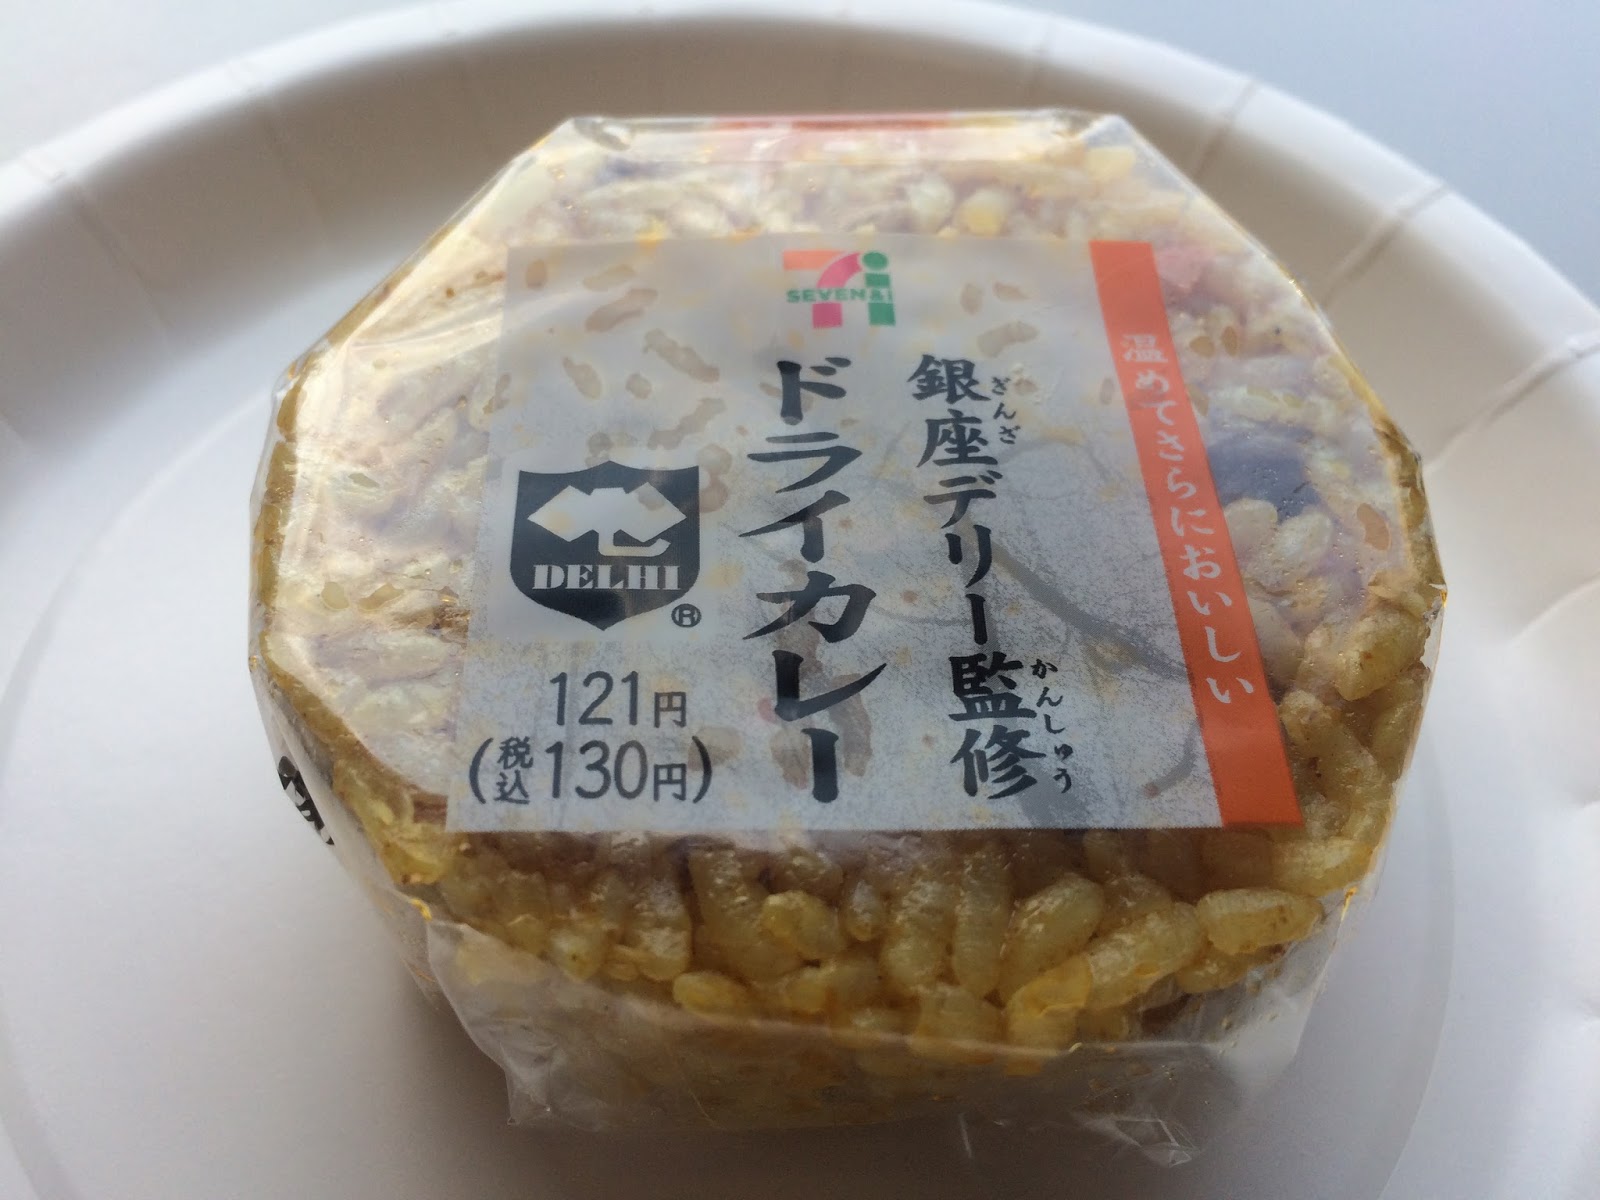 SEVEN&i
温めてさらにおいしい
銀座デリー監修
ぎんざ
かんしゅう
ドライカレー
DELHI
®
121円
(税込130円)